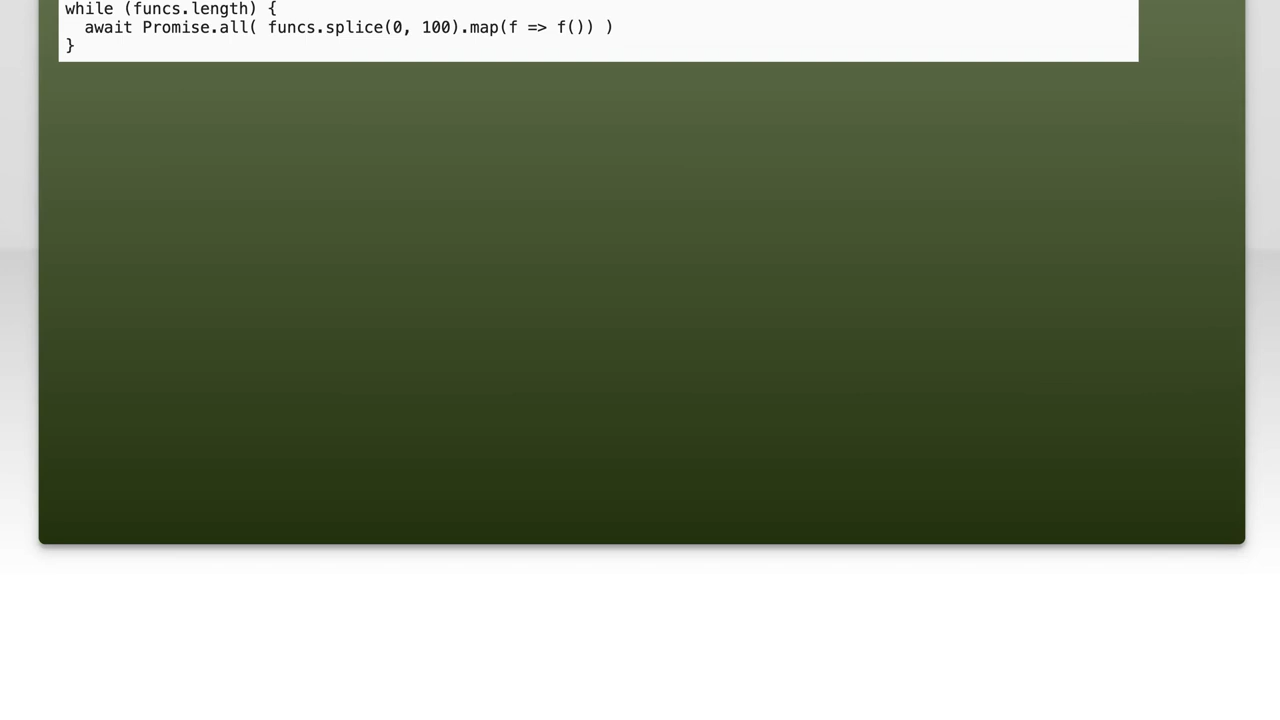 while (funcs.length) {
  await Promise.all( funcs.splice(0, 100).map(f => f()) )
}